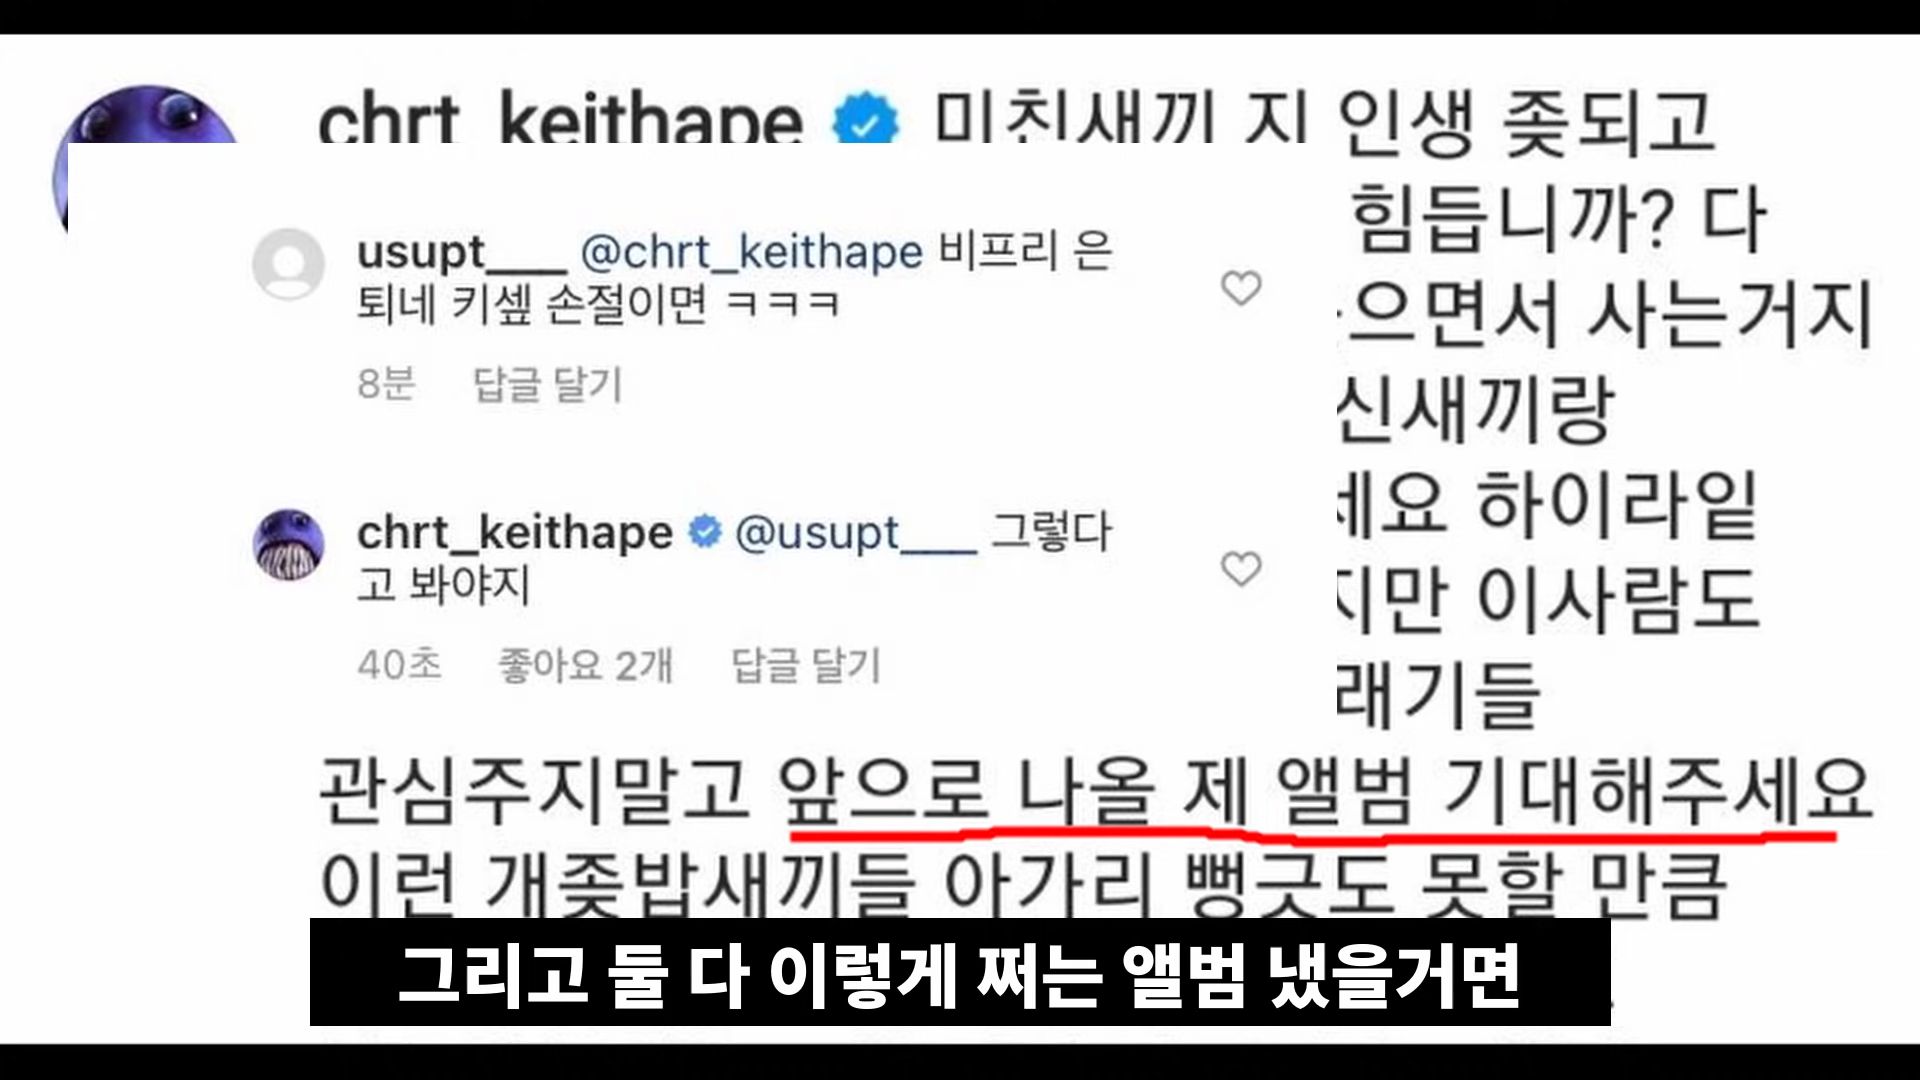 chrt_keithape 미친새끼 지 인생 좆되고
힘듭니까? 다
으면서 사는거지
신새끼랑
세요 하이라잍
지만 이사람도
래기들
usupt____ @chrt_keithape 비프리 은
퇴네 키셒 손절이면 ㅋㅋㅋ
8분 답글 달기
chrt_keithape @usupt____ 그렇다
고 봐야지
40초 좋아요 2개 답글 달기
관심주지말고 앞으로 나올 제 앨범 기대해주세요
이런 개좆밥새끼들 아가리 뻥긋도 못할 만큼
그리고 둘 다 이렇게 쩌는 앨범 냈을거면